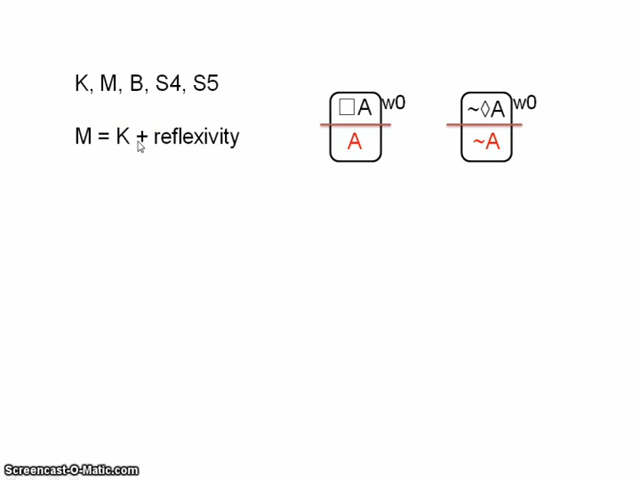 K, M, B, S4, S5
M = K + reflexivity
□A w0
A
~◊A w0
~A
Screencast-O-Matic.com